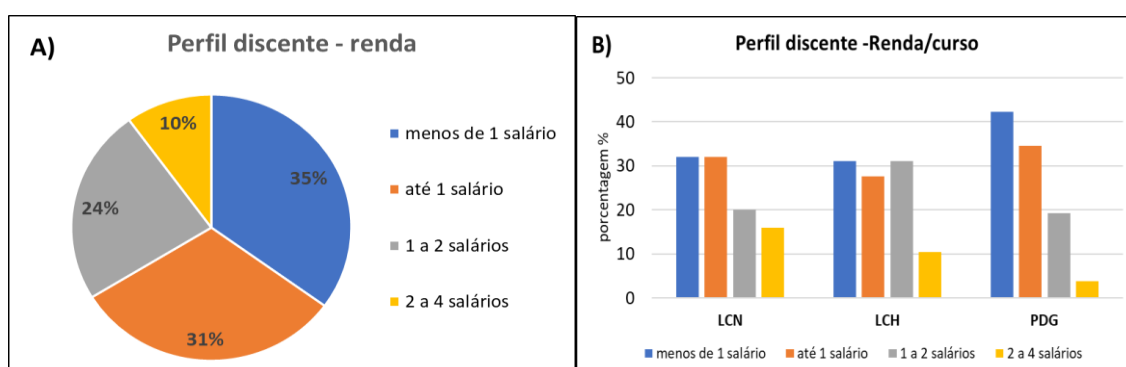 A)
Perfil discente - renda
10%
35%
24%
31%
menos de 1 salário
até 1 salário
1 a 2 salários
2 a 4 salários
B)
Perfil discente -Renda/curso
porcentagem %
50
40
30
20
10
0
LCN LCH PDG
menos de 1 salário até 1 salário 1 a 2 salários 2 a 4 salários